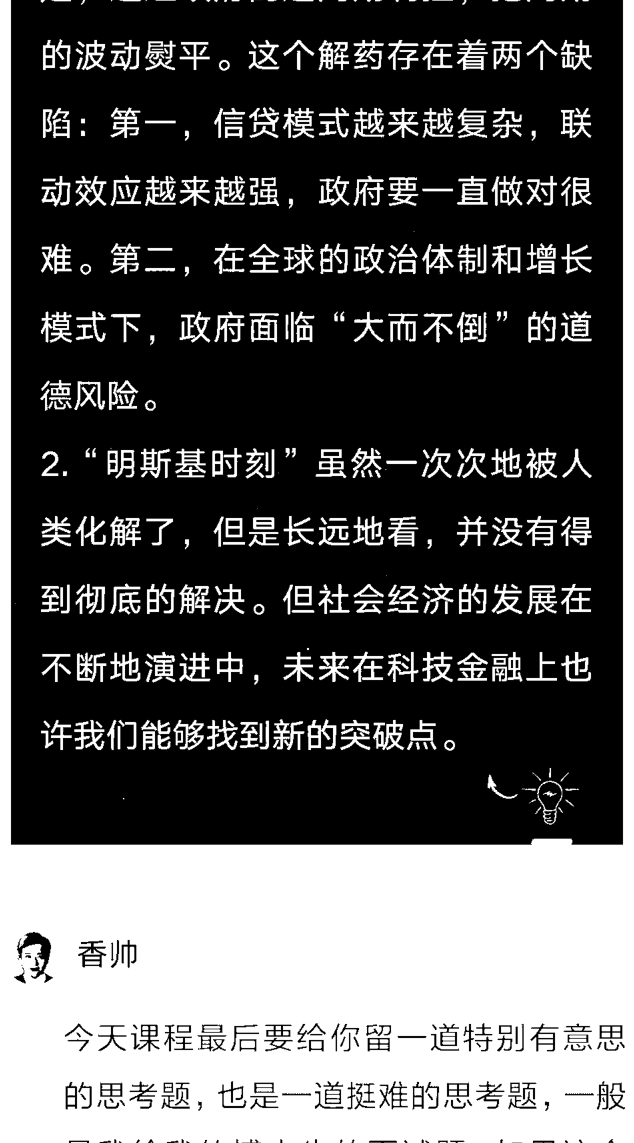 的波动熨平。这个解药存在着两个缺
陷：第一，信贷模式越来越复杂，联
动效应越来越强，政府要一直做对很
难。第二，在全球的政治体制和增长
模式下，政府面临“大而不倒”的道
德风险。
2.“明斯基时刻”虽然一次次地被人
类化解了，但是长远地看，并没有得
到彻底的解决。但社会经济的发展在
不断地演进中，未来在科技金融上也
许我们能够找到新的突破点。
香帅
今天课程最后要给你留一道特别有意思
的思考题，也是一道挺难的思考题，一般